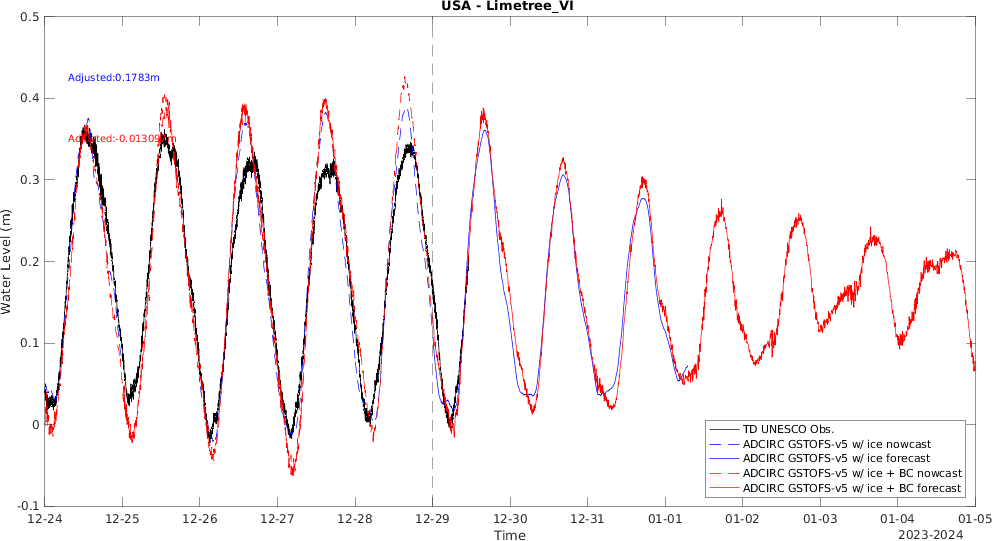 USA - Limetree_VI
0.5
0.4
0.3
0.2
0.1
0
-0.1
Water Level (m)
Adjusted:0.1783m
12-24
12-25
12-26
12-27
12-28
12-29
12-30
12-31
01-01
01-02
01-03
01-04
01-05
Time
2023-2024
TD UNESCO Obs.
ADCIRC GSTOFS-v5 w/ ice nowcast
ADCIRC GSTOFS-v5 w/ ice forecast
ADCIRC GSTOFS-v5 w/ ice + BC nowcast
ADCIRC GSTOFS-v5 w/ ice + BC forecast